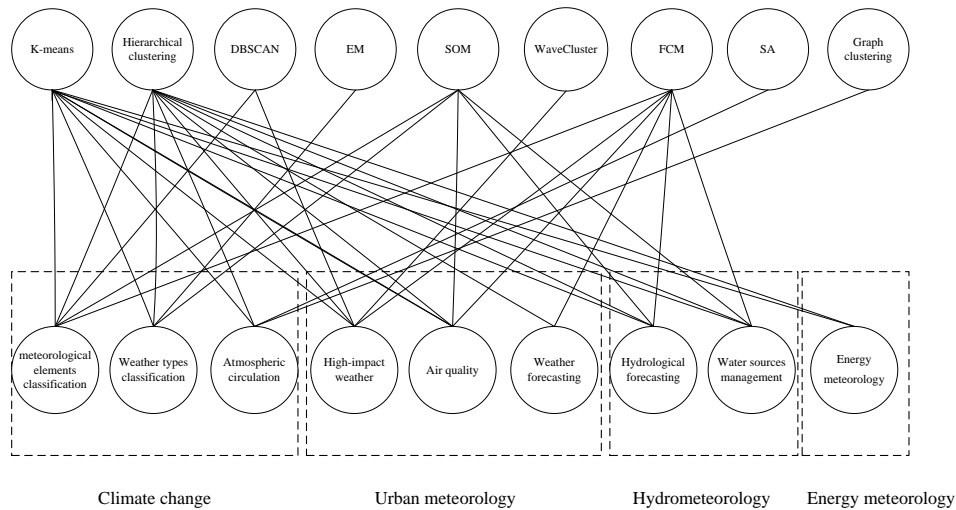 K-means
Hierarchical
clustering
DBSCAN
EM
SOM
WaveCluster
FCM
SA
Graph
clustering
meteorological
elements
classification
Weather types
classification
Atmospheric
circulation
High-impact
weather
Air quality
Weather
forecasting
Hydrological
forecasting
Water sources
management
Energy
meteorology
Climate change
Urban meteorology
Hydrometeorology
Energy meteorology